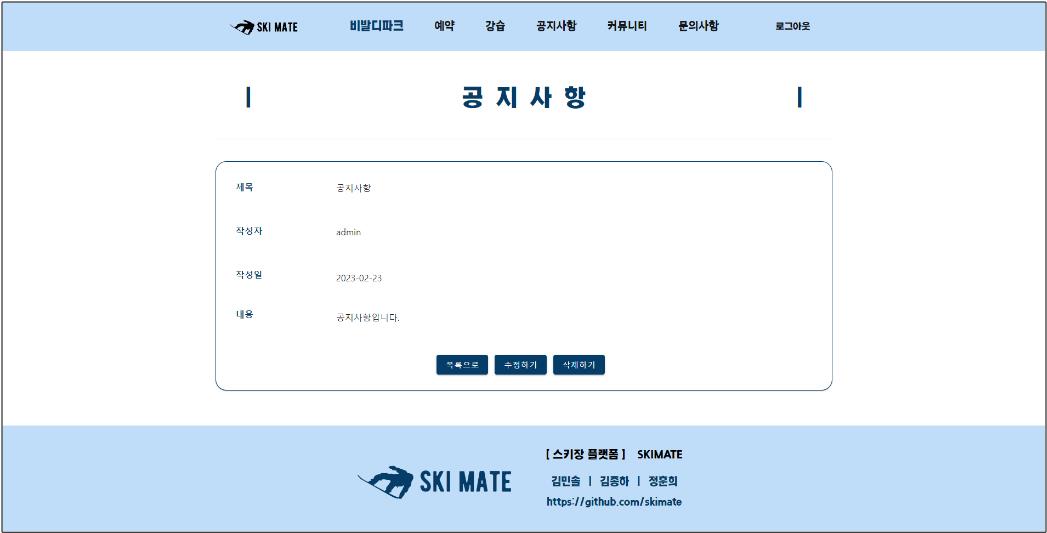 SKI MATE 비발디파크 예약 강습 공지사항 커뮤니티 문의사항 로그아웃
공지사항
제목 공지사항
작성자 admin
작성일 2023-02-23
내용 공지사항입니다.
목록으로 수정하기 삭제하기
SKI MATE
[ 스키장 플랫폼 ] SKIMATE
김민솔 | 김종하 | 정훈희
https://github.com/skimate